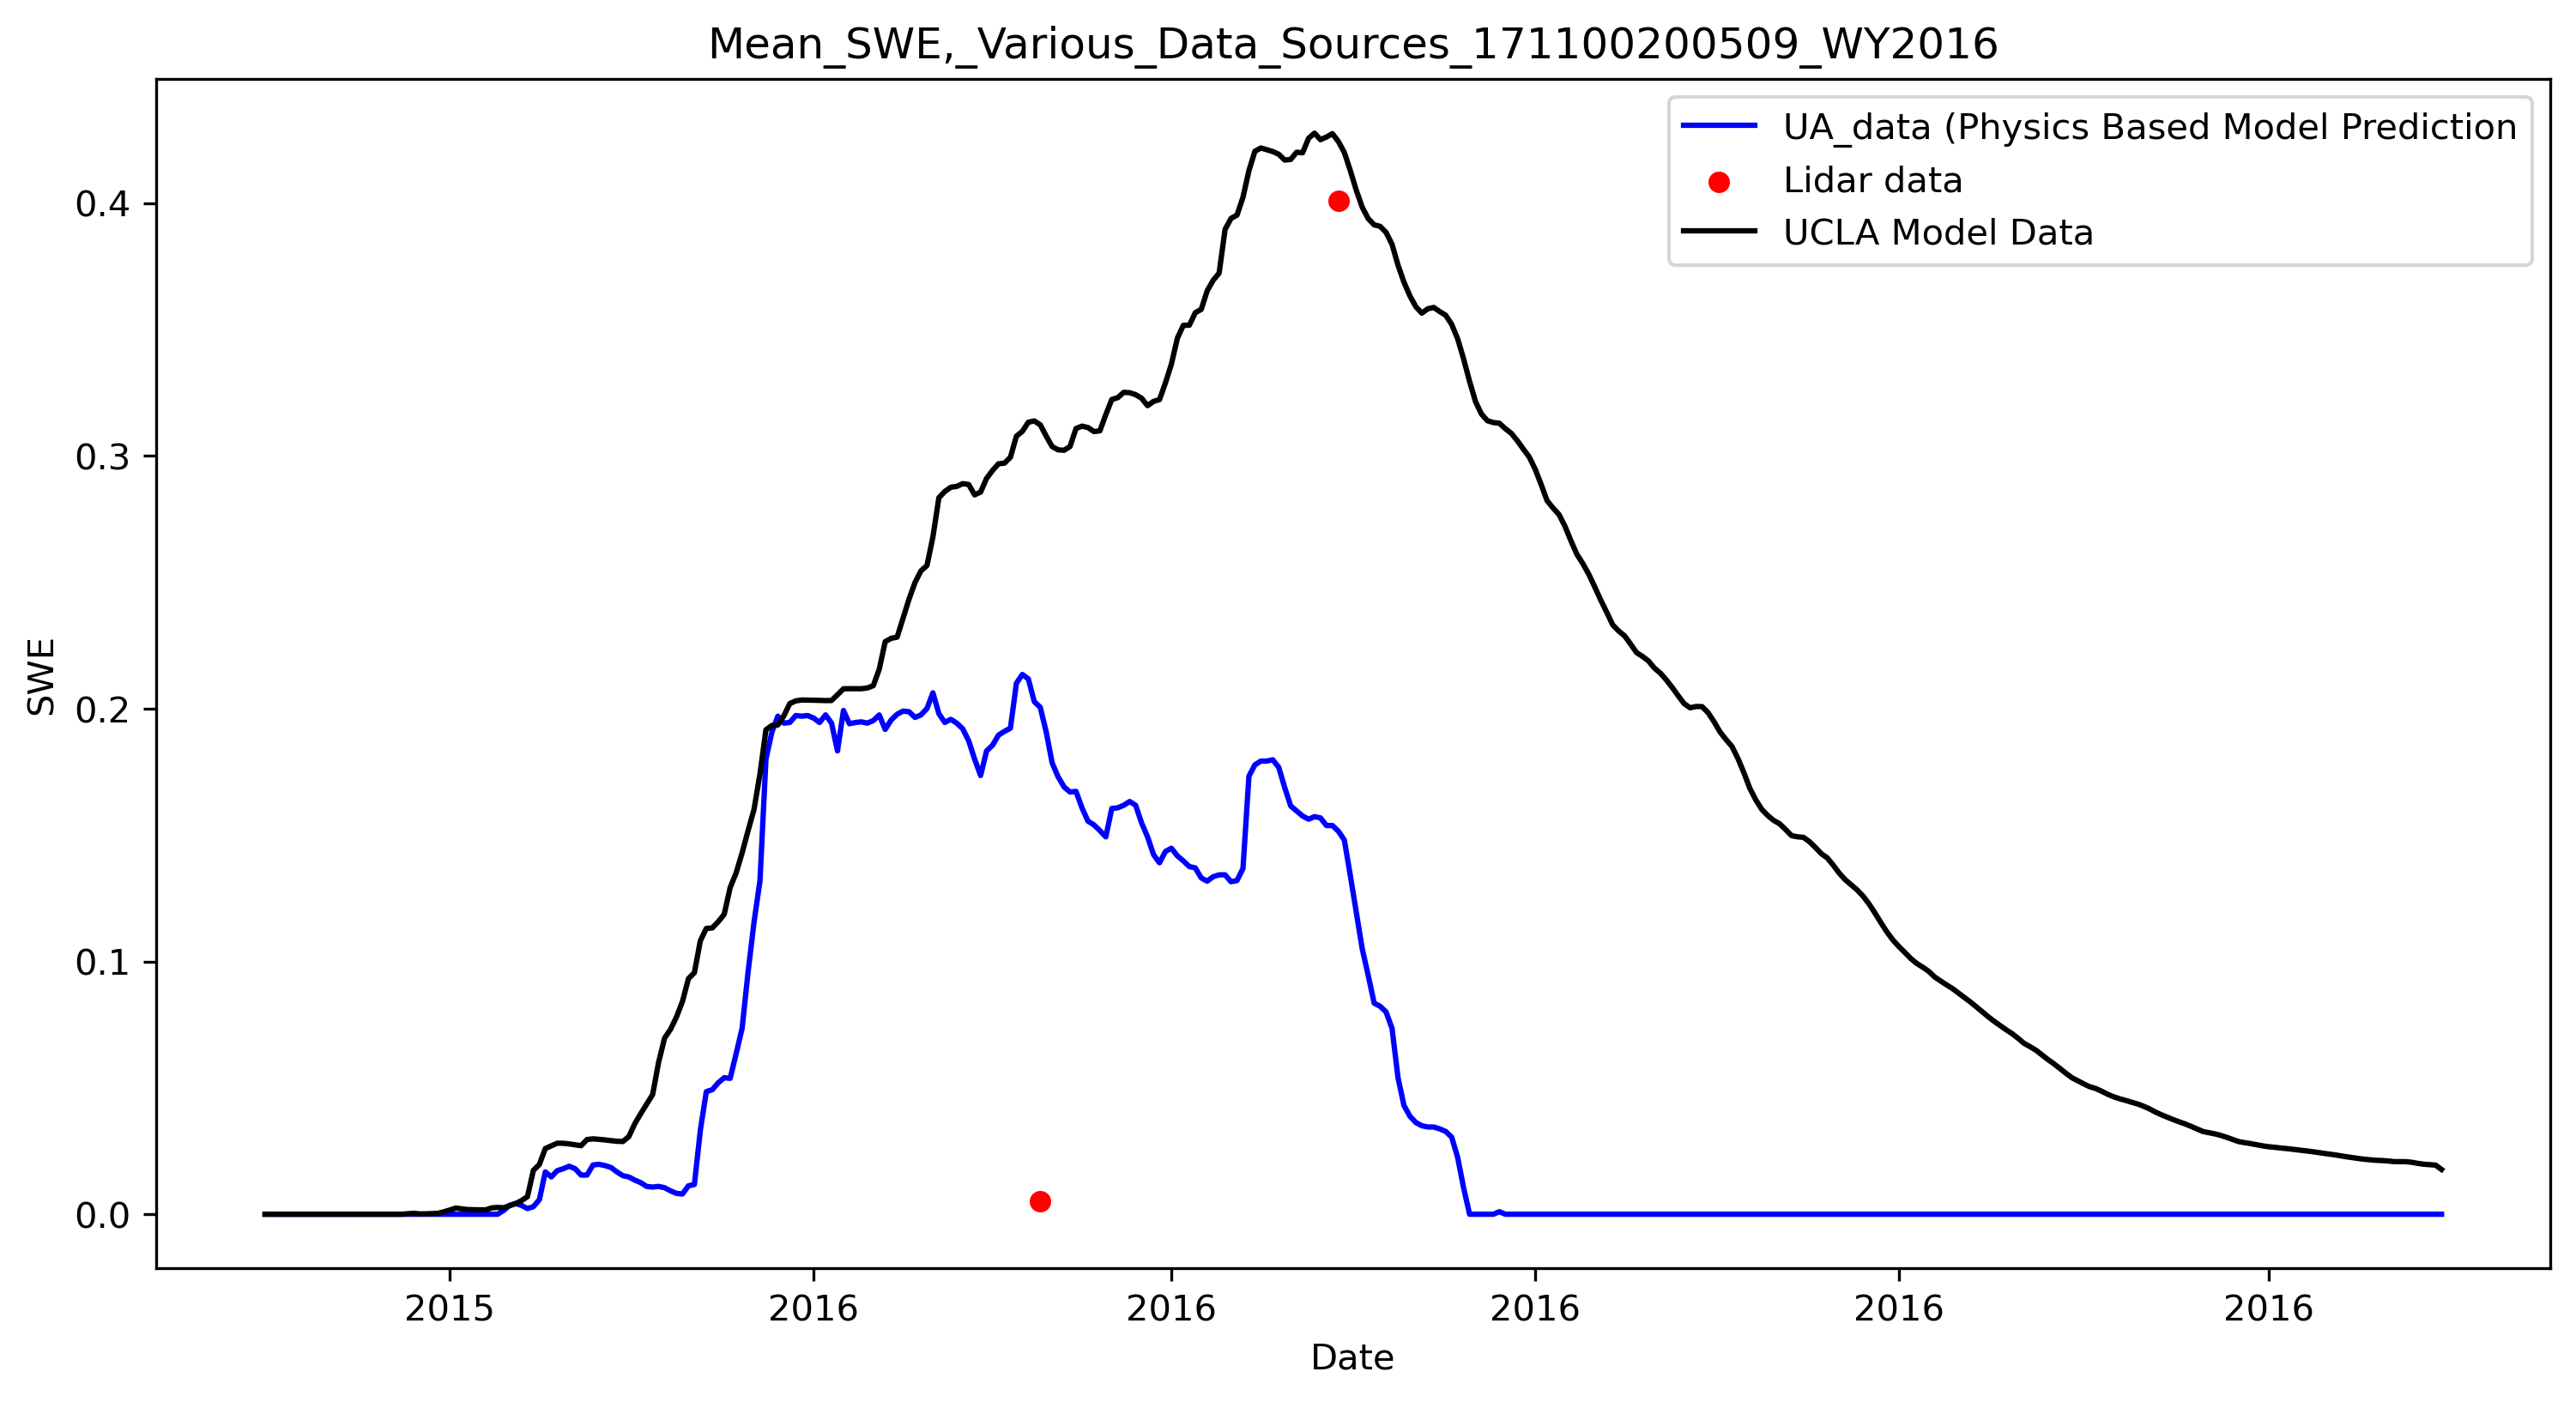 Mean_SWE,_Various_Data_Sources_171100200509_WY2016
UA_data (Physics Based Model Prediction
Lidar data
UCLA Model Data
SWE
0.4
0.3
0.2
0.1
0.0
2015 2016 2016 2016 2016 2016
Date